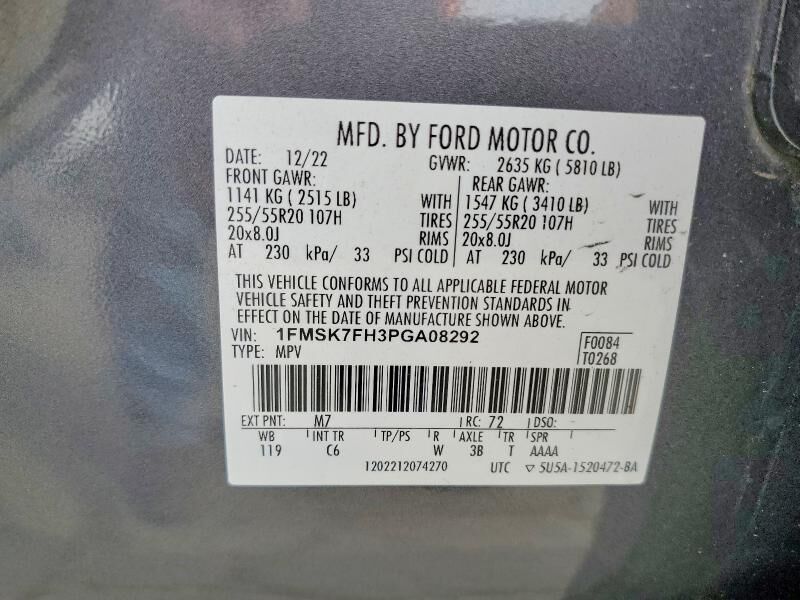 MFD. BY FORD MOTOR CO.
DATE: 12/22 GVWR: 2635 KG ( 5810 LB)
FRONT GAWR: REAR GAWR:
1141 KG ( 2515 LB) WITH 1547 KG ( 3410 LB) WITH
255/55R20 107H TIRES 255/55R20 107H TIRES
20x8.0J RIMS 20x8.0J RIMS
AT 230 kPa/ 33 PSI COLD AT 230 kPa/ 33 PSI COLD
THIS VEHICLE CONFORMS TO ALL APPLICABLE FEDERAL MOTOR
VEHICLE SAFETY AND THEFT PREVENTION STANDARDS IN
EFFECT ON THE DATE OF MANUFACTURE SHOWN ABOVE.
VIN: 1FMSK7FH3PGA08292 F0084
TYPE: MPV T0268
EXT PNT: M7 RC: 72 DSO:
WB INT TR TP/PS R AXLE TR SPR
119 C6 W 3B T AAAA
1202212074270 UTC ▽ 5U5A-1520472-BA